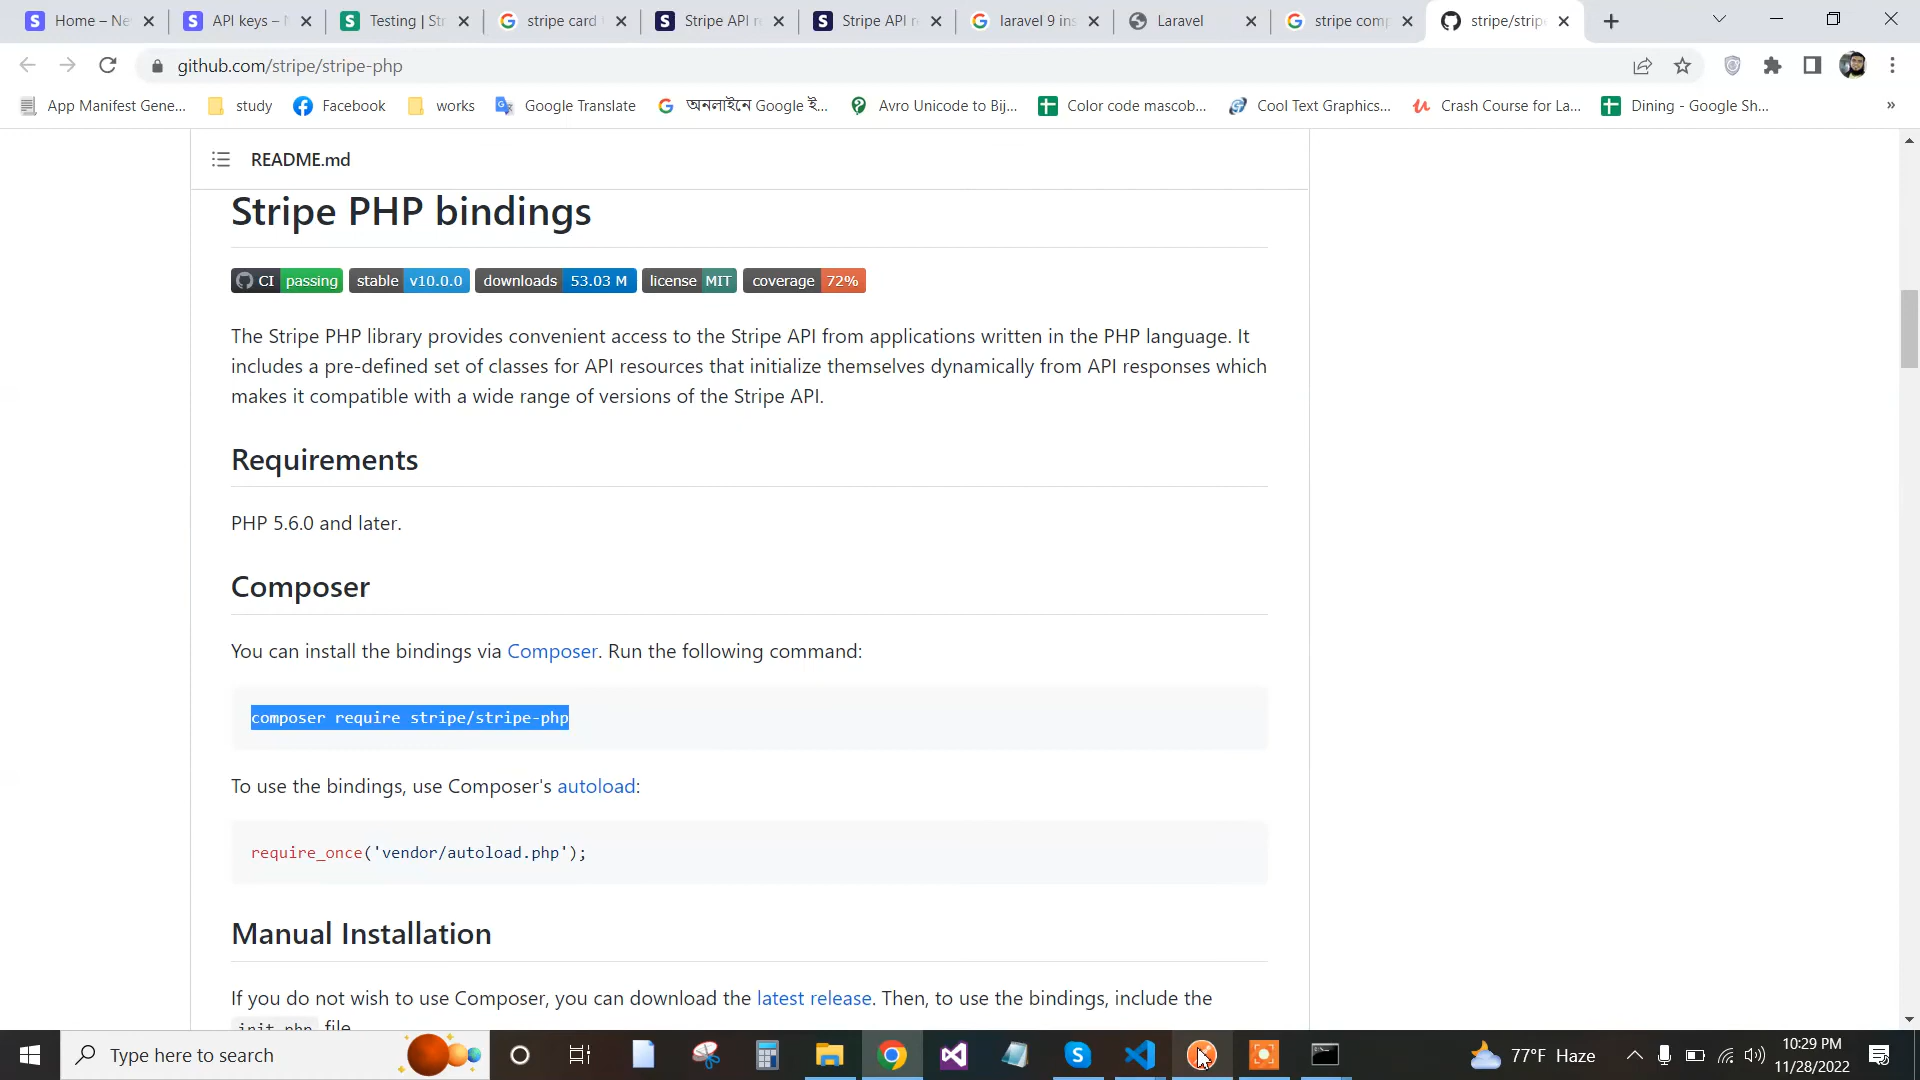 Home – Ne
API keys – 
Testing | St
stripe card
Stripe API r
Stripe API r
laravel 9 ins
Laravel
stripe comp
stripe/strip
github.com/stripe/stripe-php
App Manifest Gene...
study
Facebook
works
Google Translate
অনলাইনে Google ই...
Avro Unicode to Bij...
Color code mascob...
Cool Text Graphics...
Crash Course for La...
Dining - Google Sh...
»
README.md
Stripe PHP bindings
CI passing
stable v10.0.0
downloads 53.03 M
license MIT
coverage 72%
The Stripe PHP library provides convenient access to the Stripe API from applications written in the PHP language. It
includes a pre-defined set of classes for API resources that initialize themselves dynamically from API responses which
makes it compatible with a wide range of versions of the Stripe API.
Requirements
PHP 5.6.0 and later.
Composer
You can install the bindings via Composer. Run the following command:
composer require stripe/stripe-php
To use the bindings, use Composer's autoload:
require_once('vendor/autoload.php');
Manual Installation
If you do not wish to use Composer, you can download the latest release. Then, to use the bindings, include the
init.php file
Type here to search
77°F Haze
10:29 PM
11/28/2022